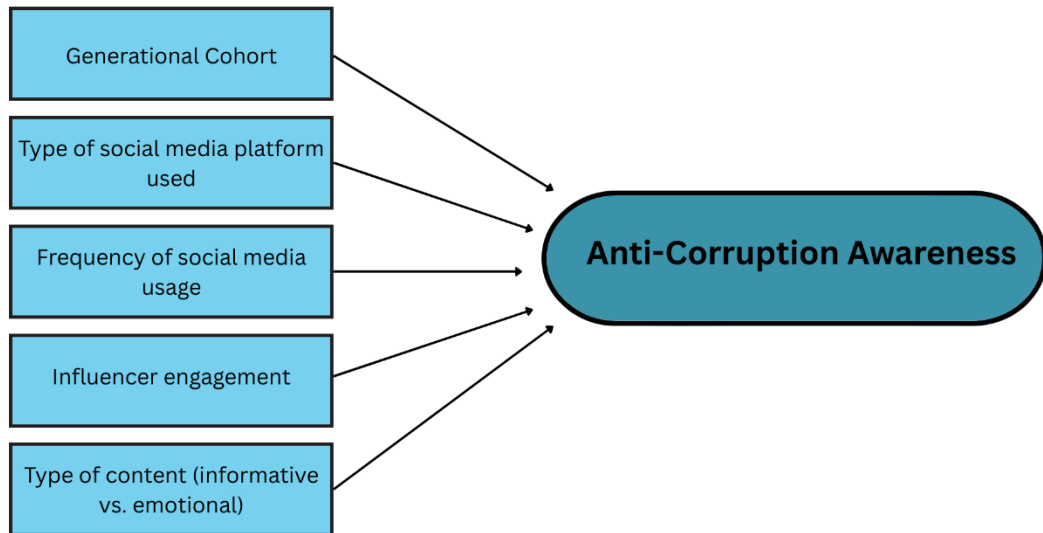 Generational Cohort
Type of social media platform
used
Frequency of social media
usage
Influencer engagement
Type of content (informative
vs. emotional)
Anti-Corruption Awareness